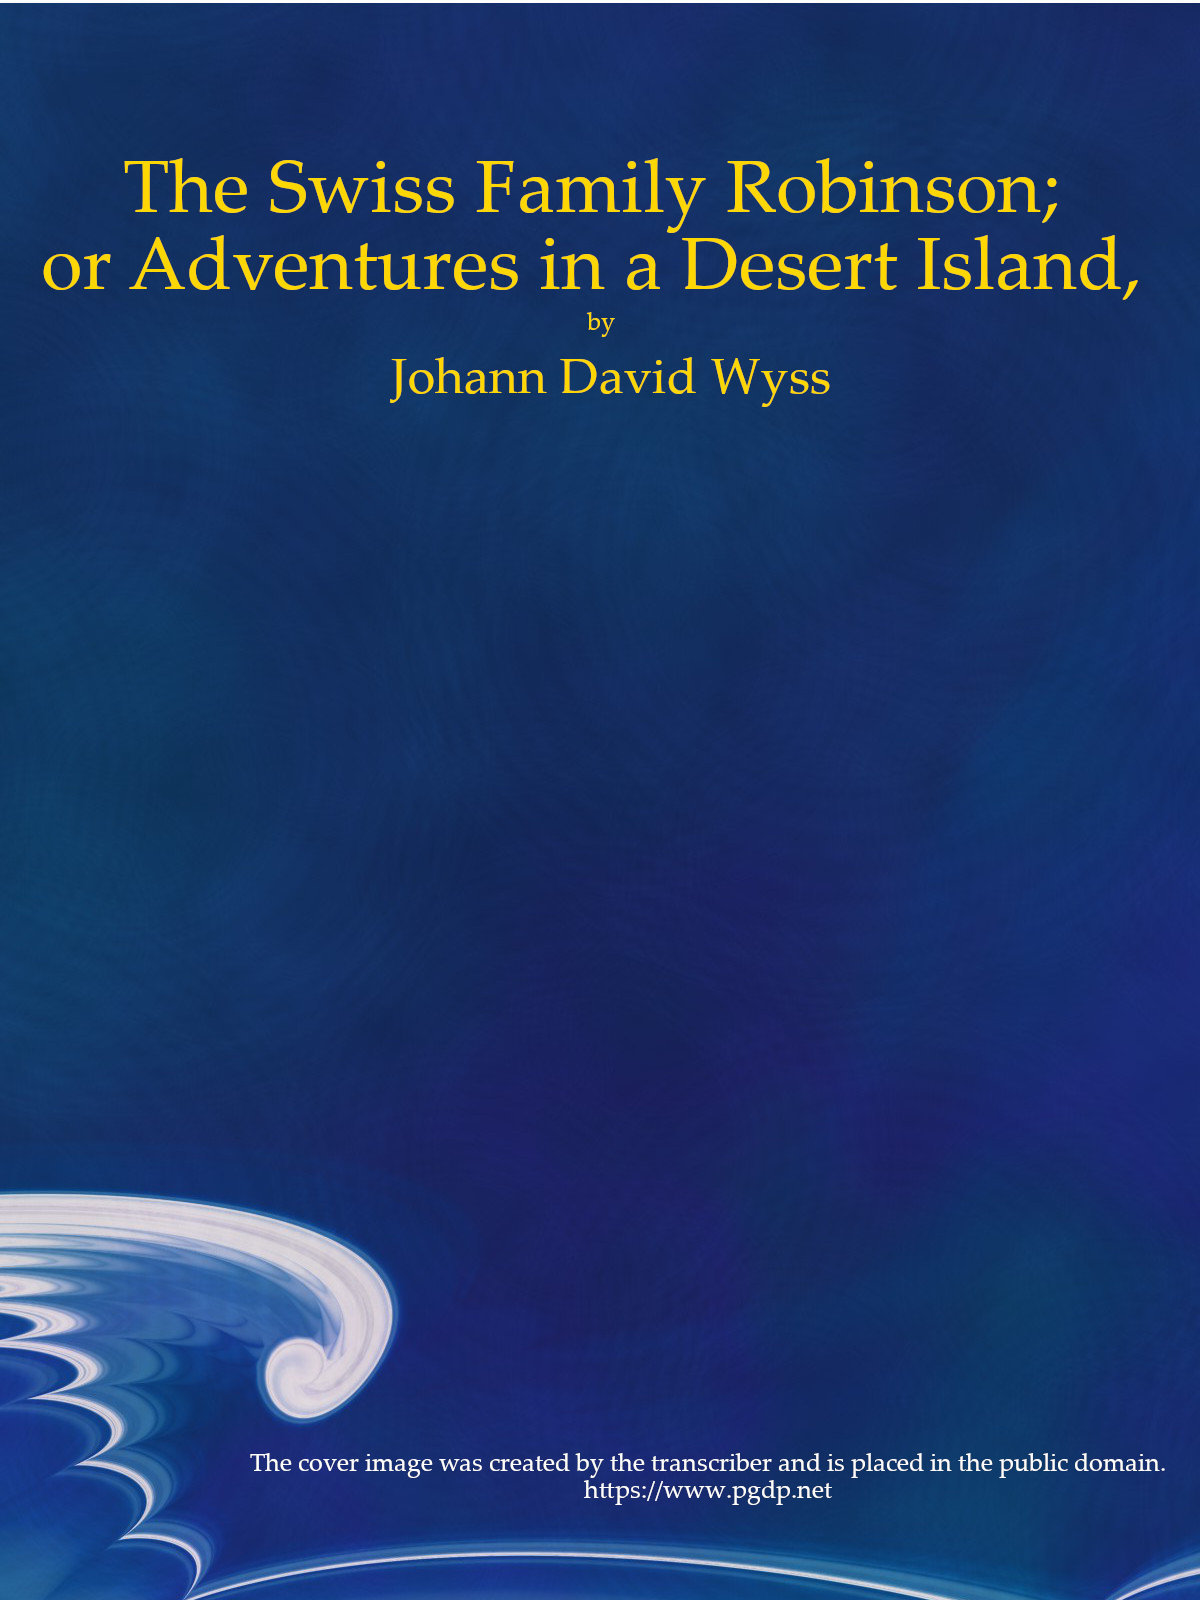 The Swiss Family Robinson;
or Adventures in a Desert Island,
by
Johann David Wyss
The cover image was created by the transcriber and is placed in the public domain.
https://www.pgdp.net